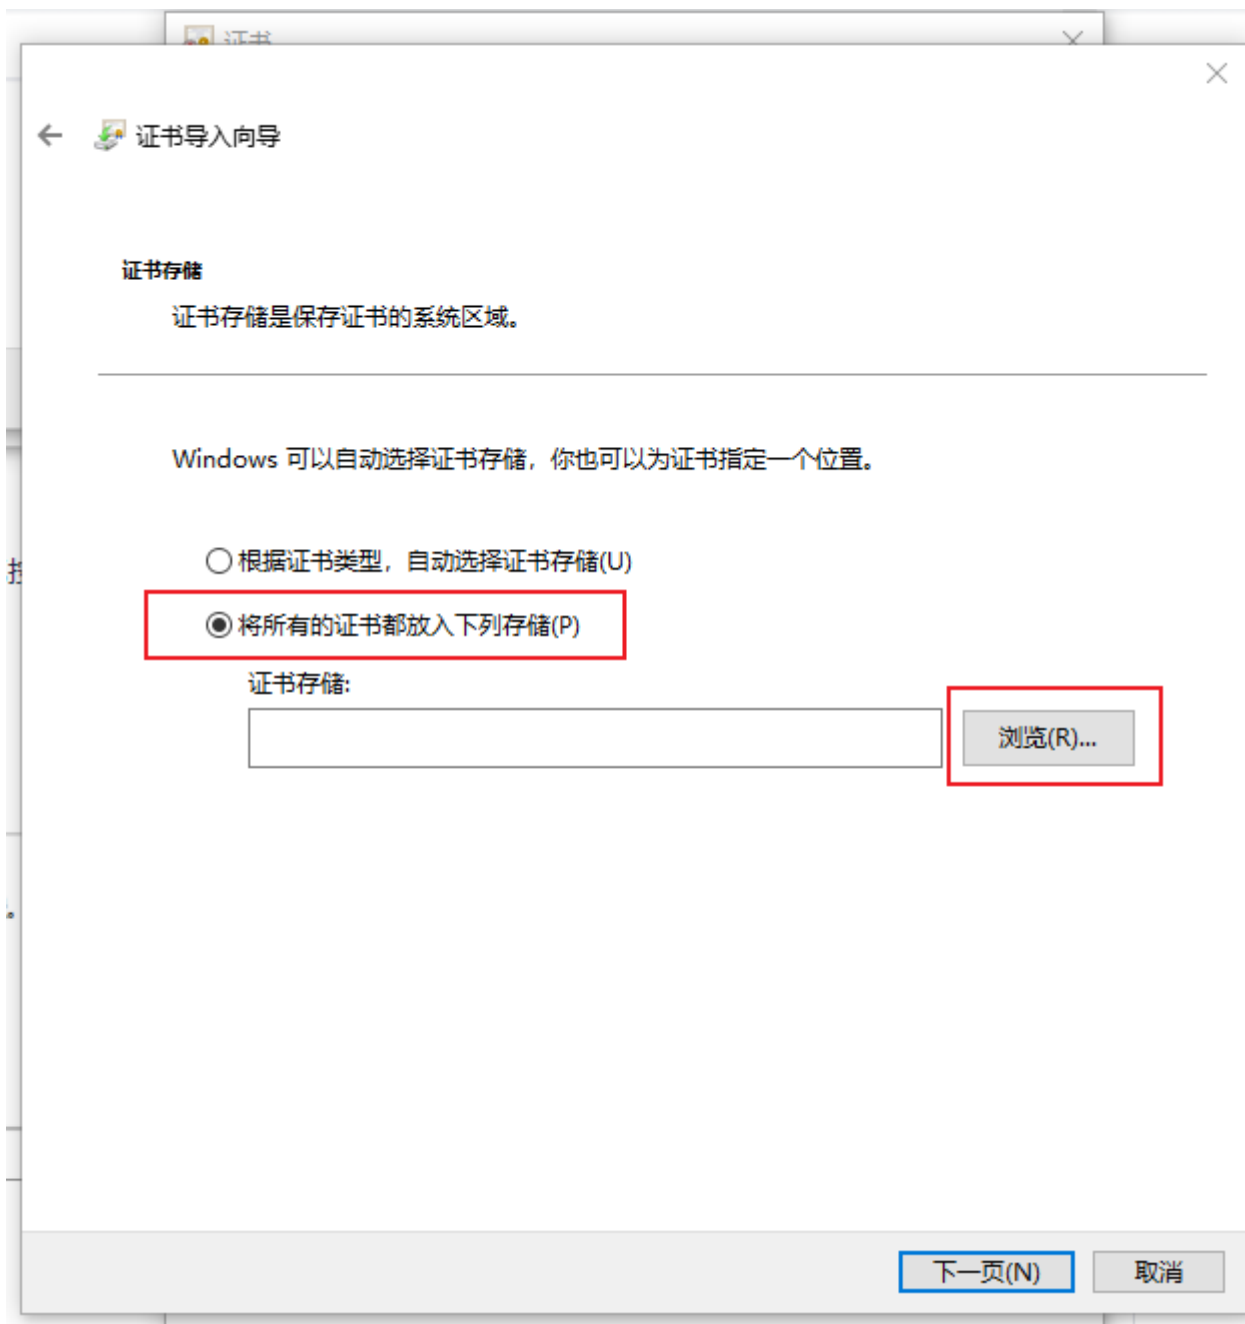 证书
证书导入向导
证书存储
证书存储是保存证书的系统区域。
Windows 可以自动选择证书存储，你也可以为证书指定一个位置。
根据证书类型，自动选择证书存储(U)
将所有的证书都放入下列存储(P)
证书存储:
浏览(R)...
下一页(N)
取消